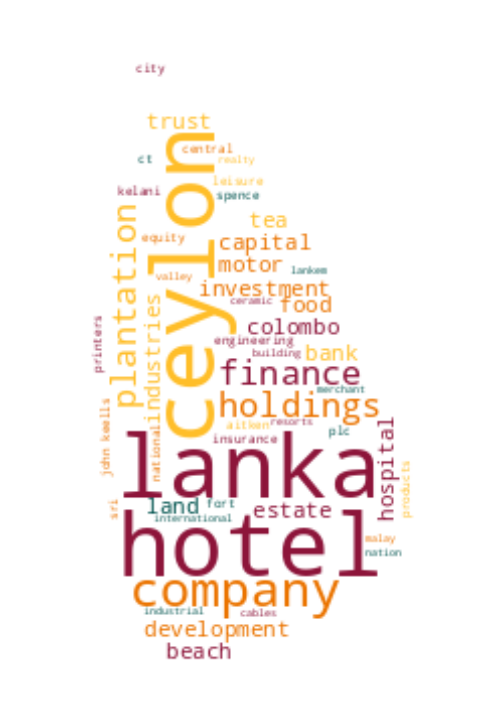 city
trust
central
ct
realty
ceylon
leisure
kelani
spence
plantation
tea
equity
capital
motor
lankem
valley
investment
industries
ceramic
food
colombo
printers
engineering
building
bank
finance
merchant
holdings
john keells
aitken
resorts
plc
national
insurance
hospital
lanka
products
sri
land
fort
estate
international
hotel
malay
nation
company
industrial
cables
development
beach